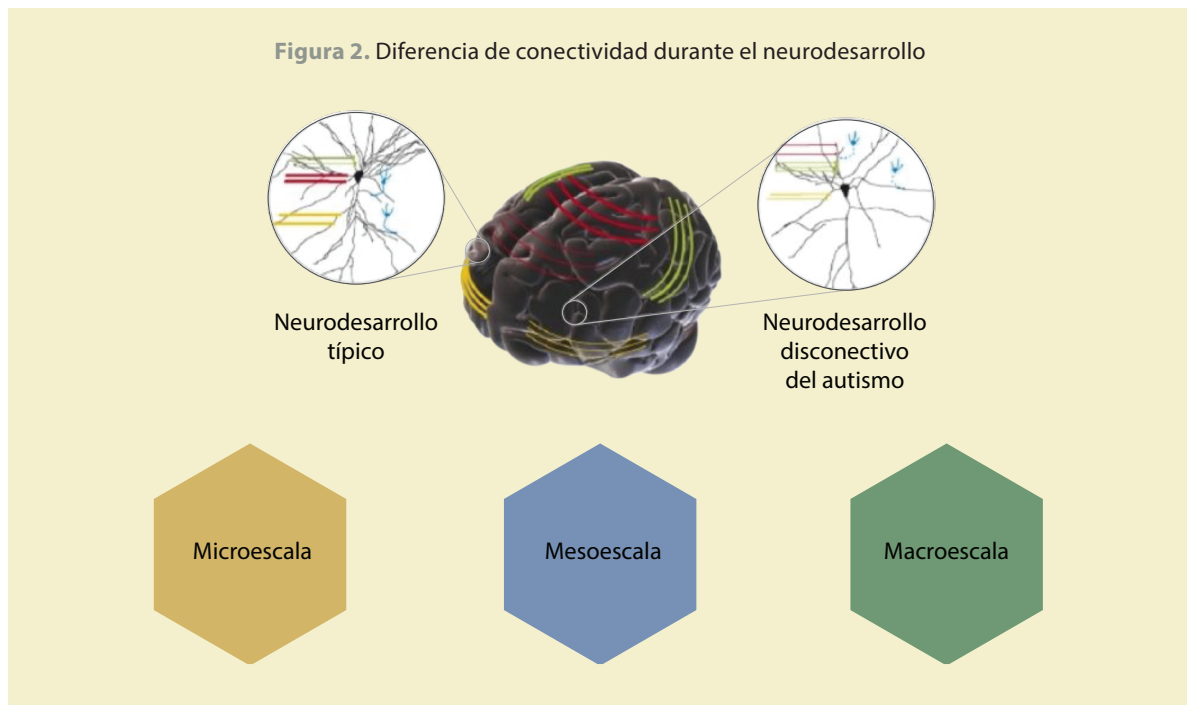 Figura 2. Diferencia de conectividad durante el neurodesarrollo
Neurodesarrollo
típico
Neurodesarrollo
disconectivo
del autismo
Microescala
Mesoescala
Macroescala